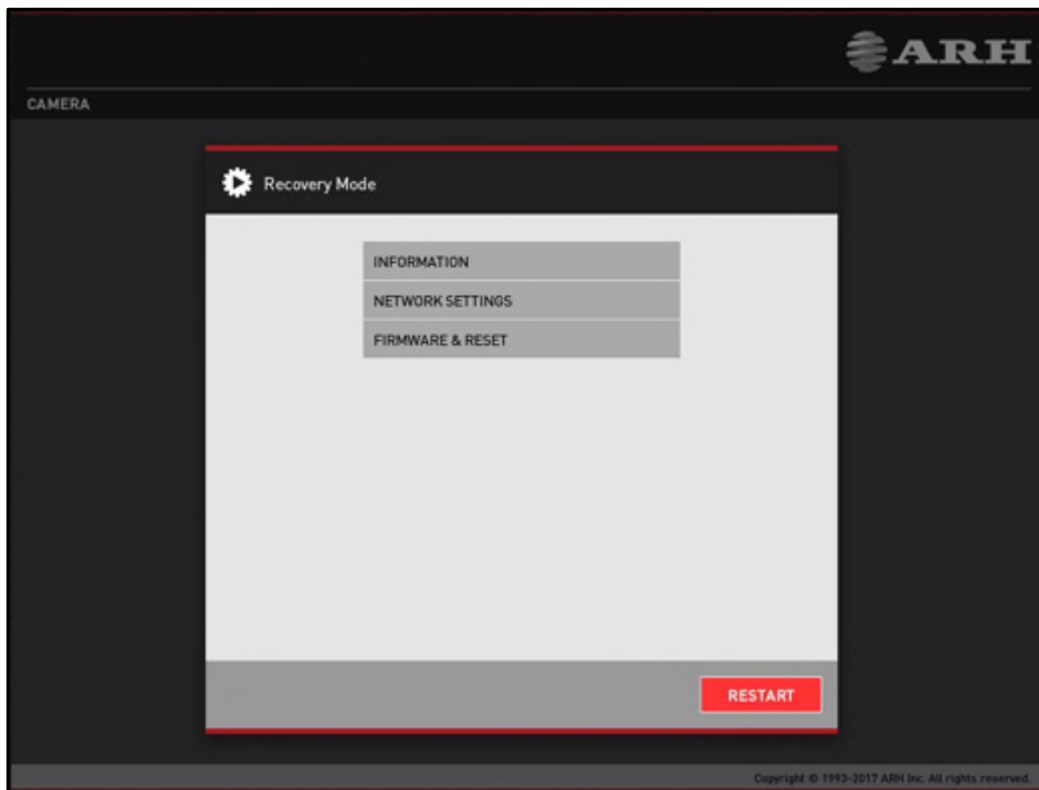 ARH
CAMERA
Recovery Mode
INFORMATION
NETWORK SETTINGS
FIRMWARE & RESET
RESTART
Copyright © 1993-2017 ARH Inc. All rights reserved.